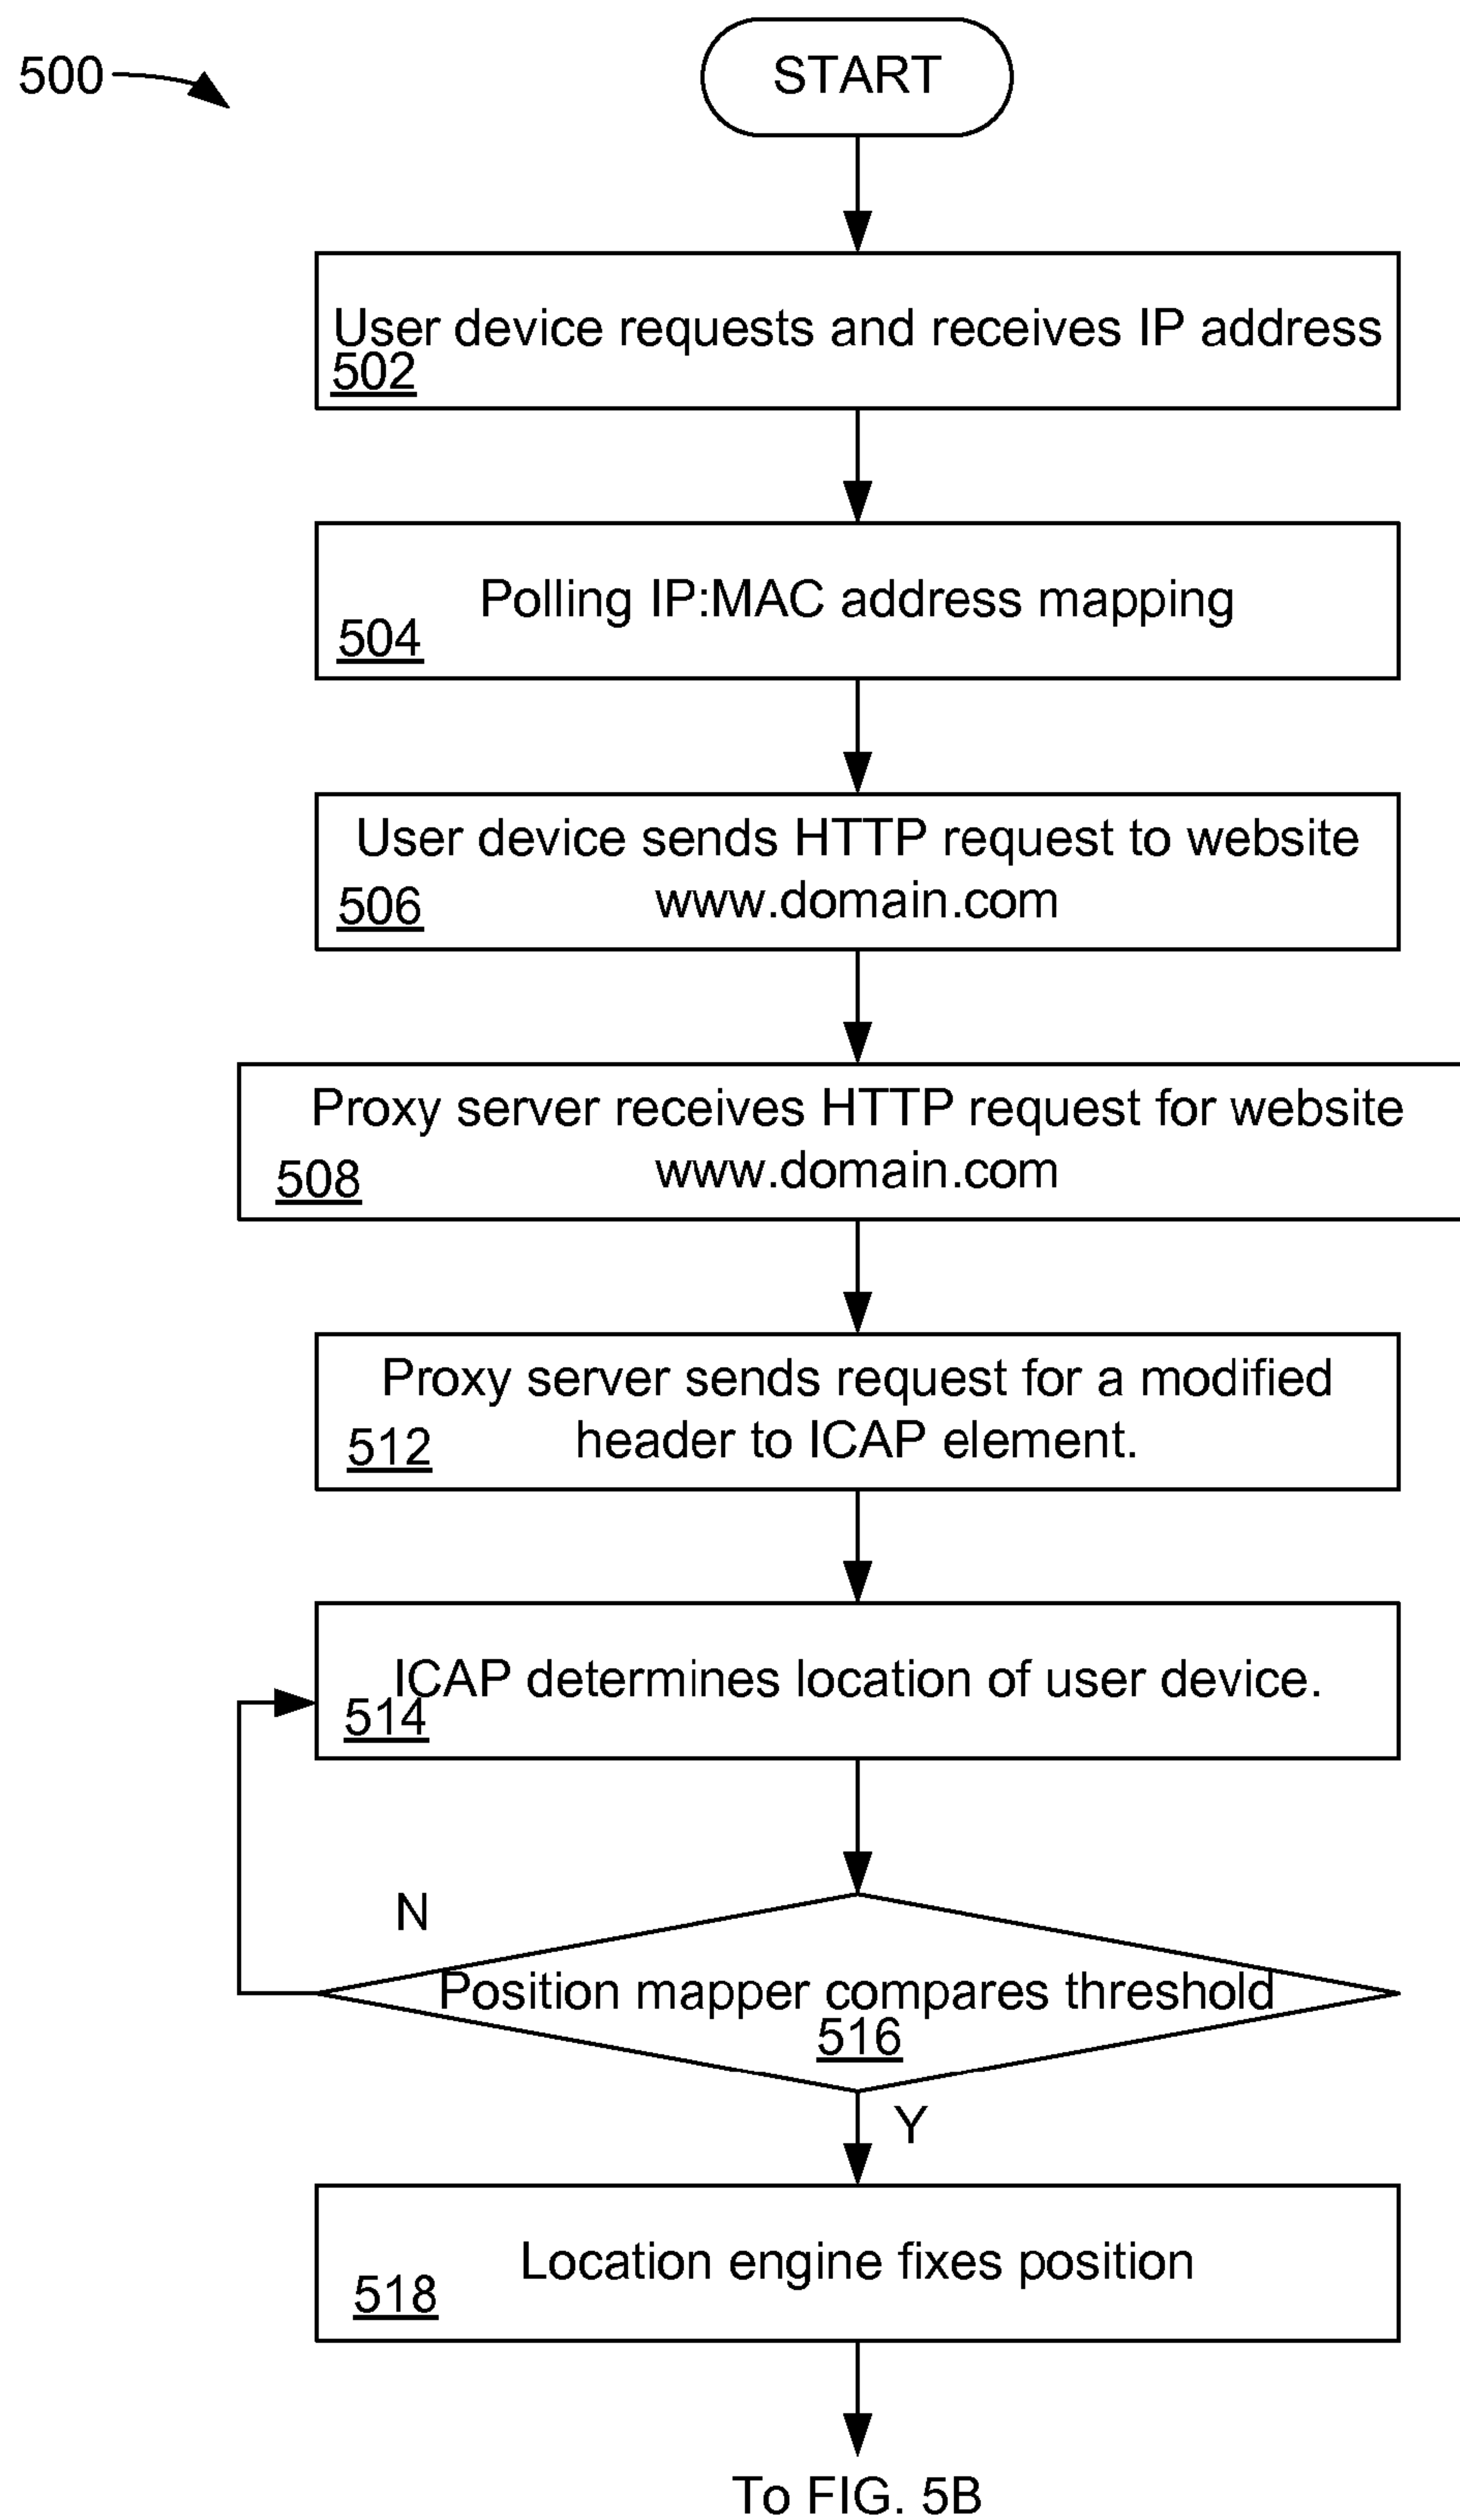 500
START
User device requests and receives IP address
502
Polling IP:MAC address mapping
504
User device sends HTTP request to website
www.domain.com
506
Proxy server receives HTTP request for website
www.domain.com
508
Proxy server sends request for a modified
header to ICAP element.
512
ICAP determines location of user device.
514
N
Position mapper compares threshold
516
Y
Location engine fixes position
518
To FIG. 5B